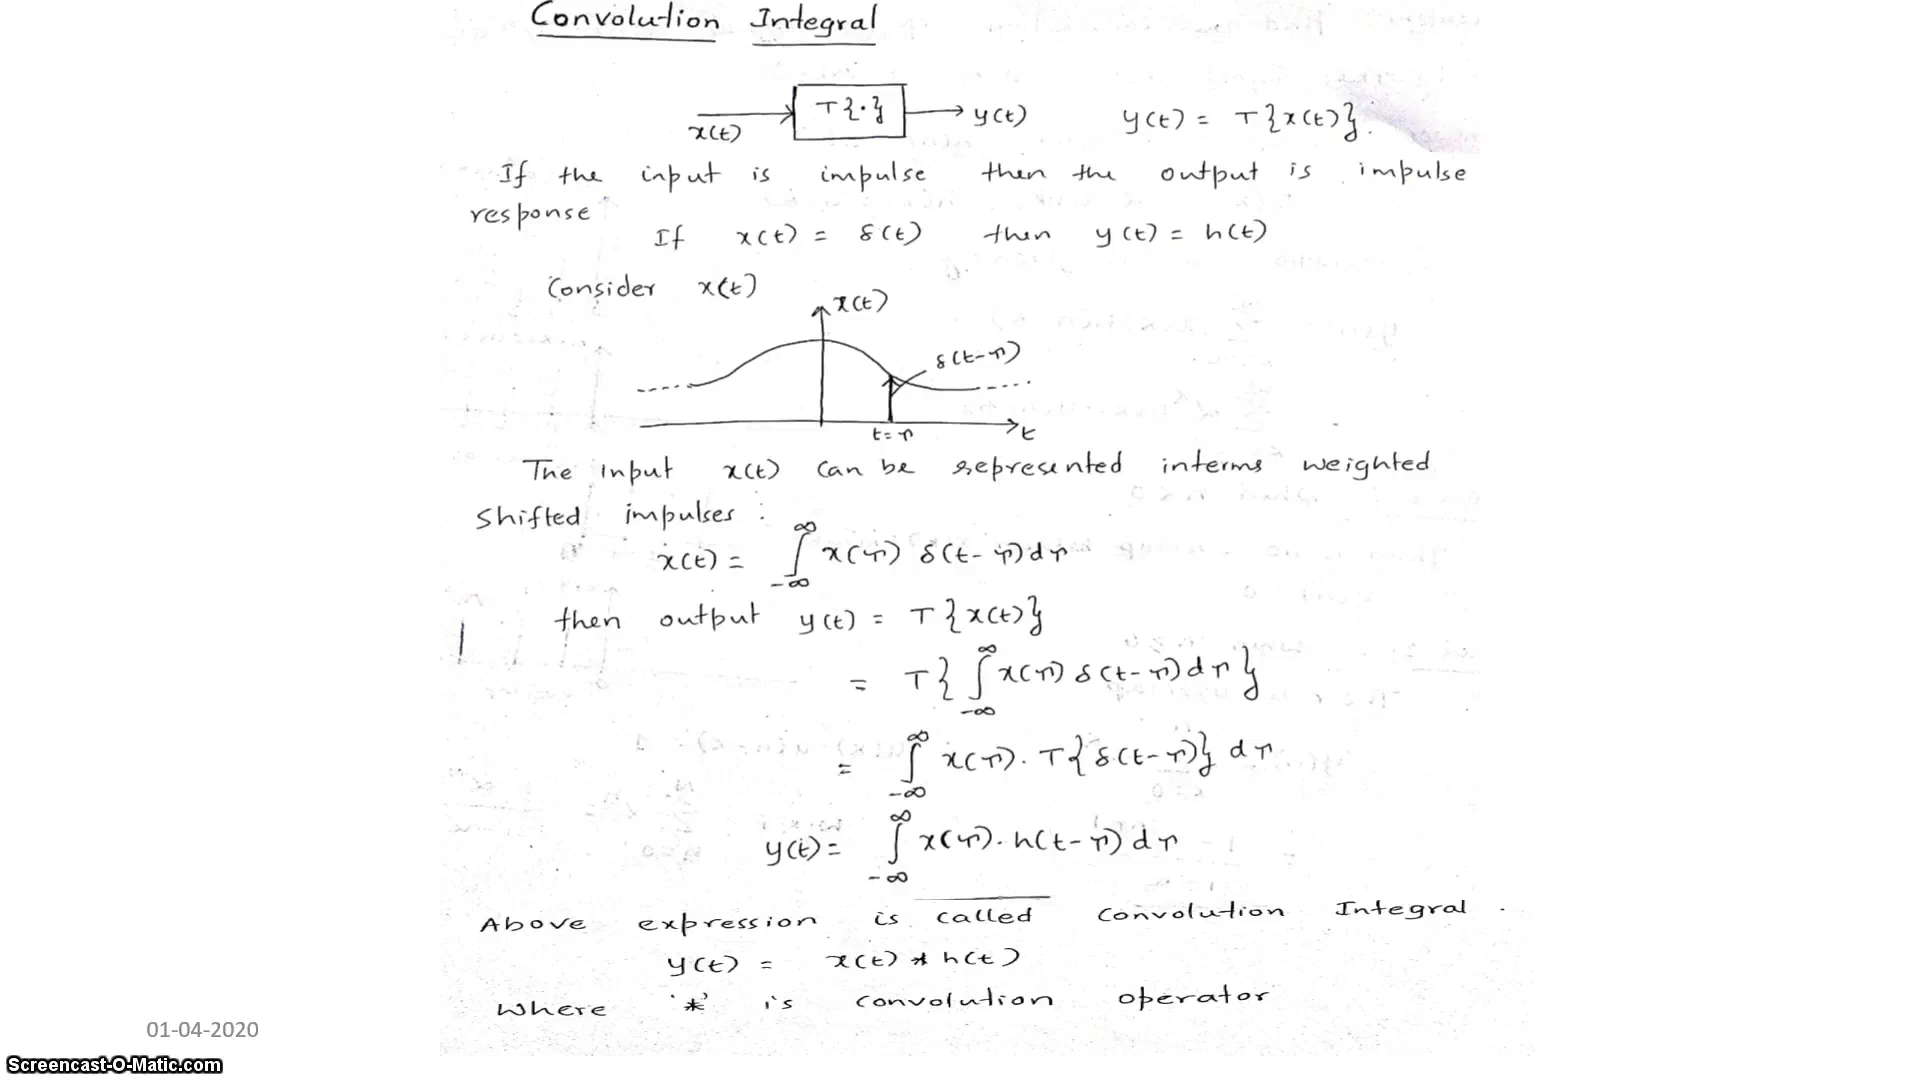 Convolution Integral
x(t) T{·} y(t) y(t) = T{x(t)}.
If the input is impulse then the output is impulse
response
If x(t) = δ(t) then y(t) = h(t)
Consider x(t)
x(t)
δ(t-τ)
t=τ t
The input x(t) can be represented interms weighted
shifted impulses.
x(t) = ∫_{-∞}^{∞} x(τ) δ(t-τ) dτ
then output y(t) = T{x(t)}
= T{∫_{-∞}^{∞} x(τ) δ(t-τ) dτ}
= ∫_{-∞}^{∞} x(τ). T{δ(t-τ)} dτ
y(t) = ∫_{-∞}^{∞} x(τ). h(t-τ) dτ
Above expression is called convolution Integral.
y(t) = x(t) * h(t)
Where '*' is convolution operator
01-04-2020
Screencast-O-Matic.com